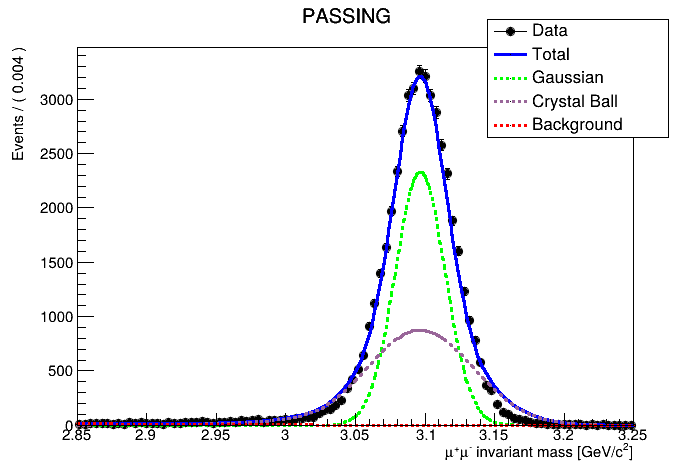 PASSING
Data
Total
Gaussian
Crystal Ball
Background
Events / ( 0.004 )
3000
2500
2000
1500
1000
500
0
2.85 2.9 2.95 3 3.05 3.1 3.15 3.2 3.25
μ⁺μ⁻ invariant mass [GeV/c²]